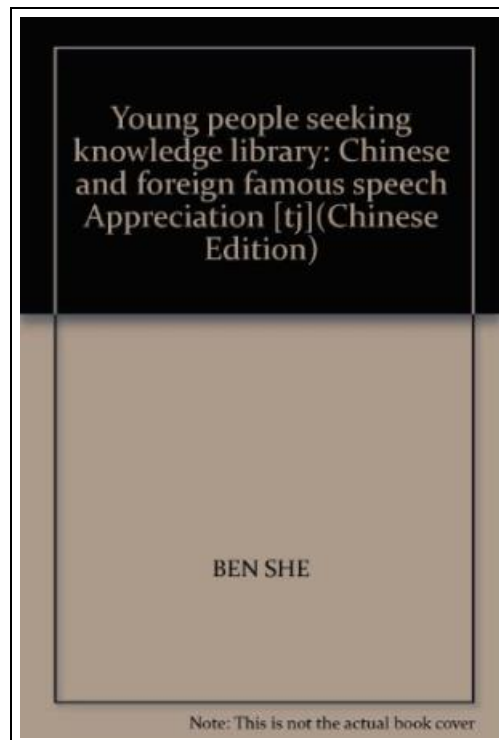 Young people seeking
knowledge library: Chinese
and foreign famous speech
Appreciation [tj](Chinese
Edition)
BEN SHE
Note: This is not the actual book cover